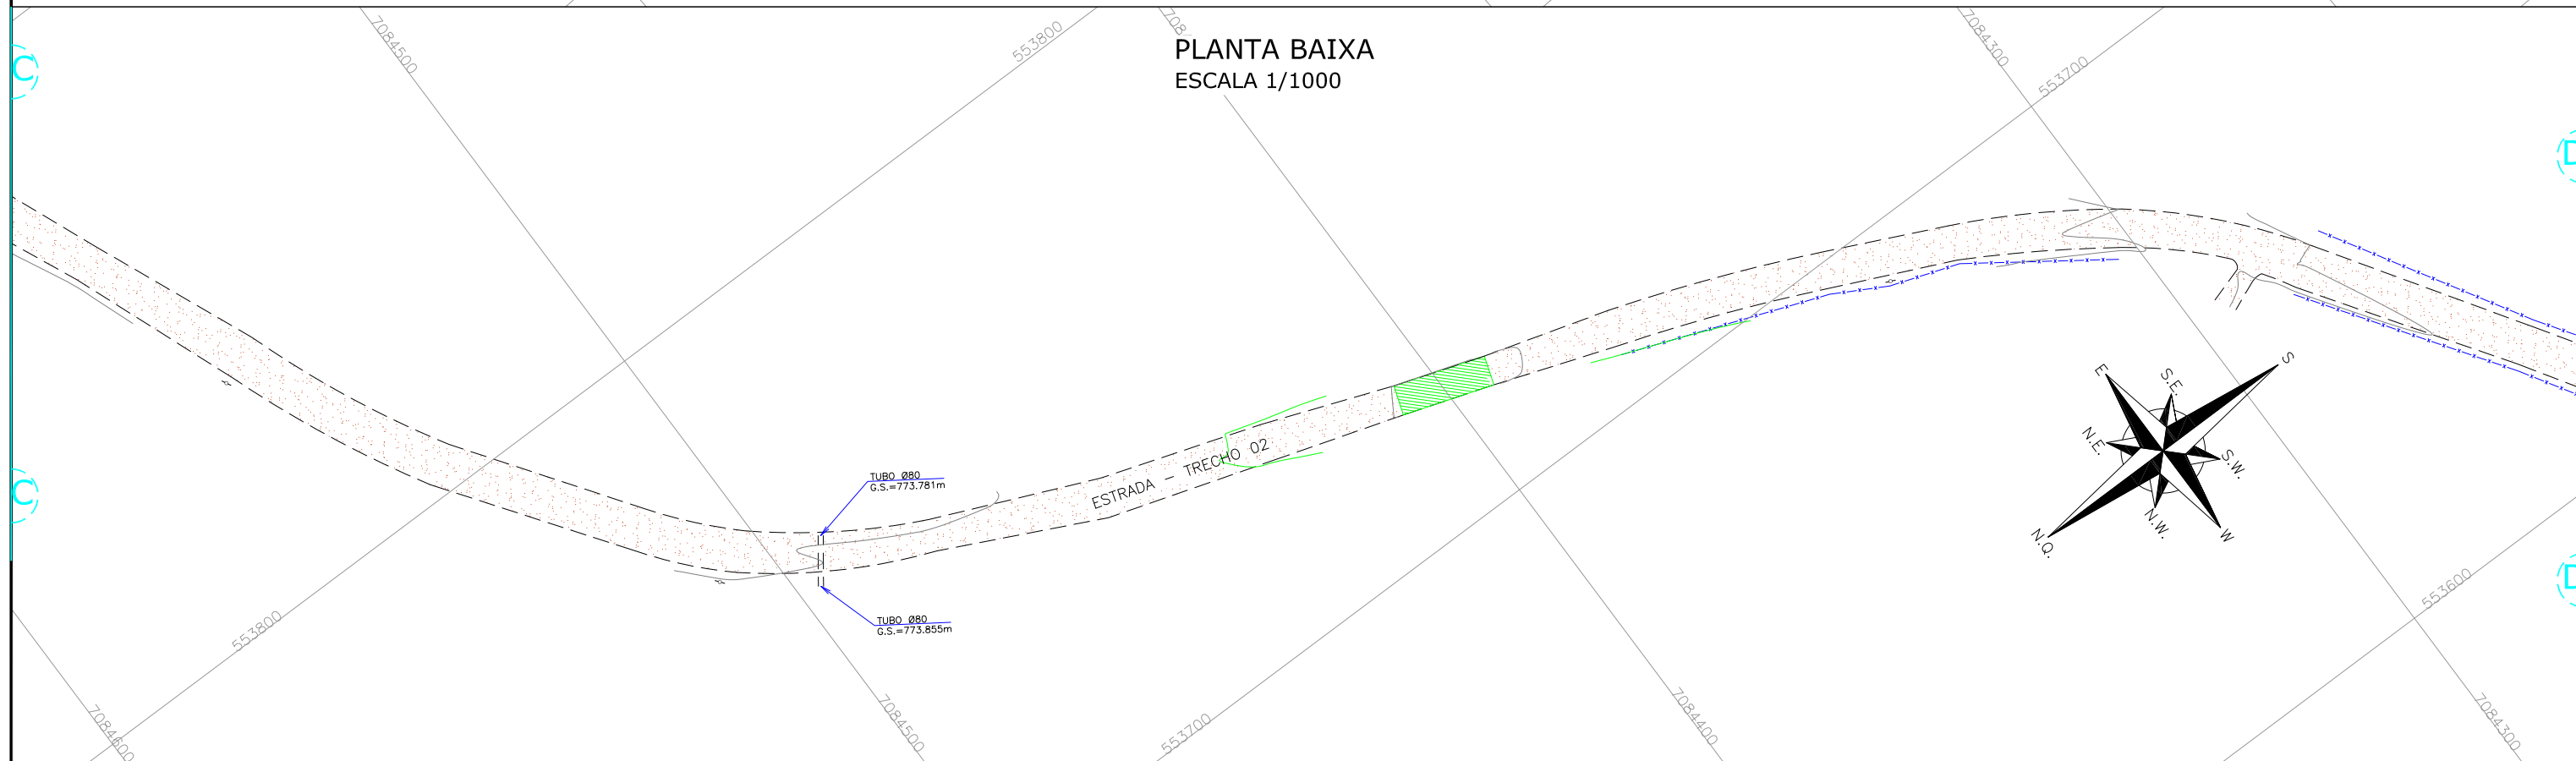 7084500
553800
708
7084300
553700
PLANTA BAIXA
ESCALA 1/1000
C
D
E
S.E.
S
N.E.
S.W.
N.Q.
N.W.
W
ESTRADA - TRECHO 02
TUBO Ø80
G.S.=773.781m
C
D
TUBO Ø80
G.S.=773.855m
553800
553600
7084600
7084500
553700
7084400
7084300